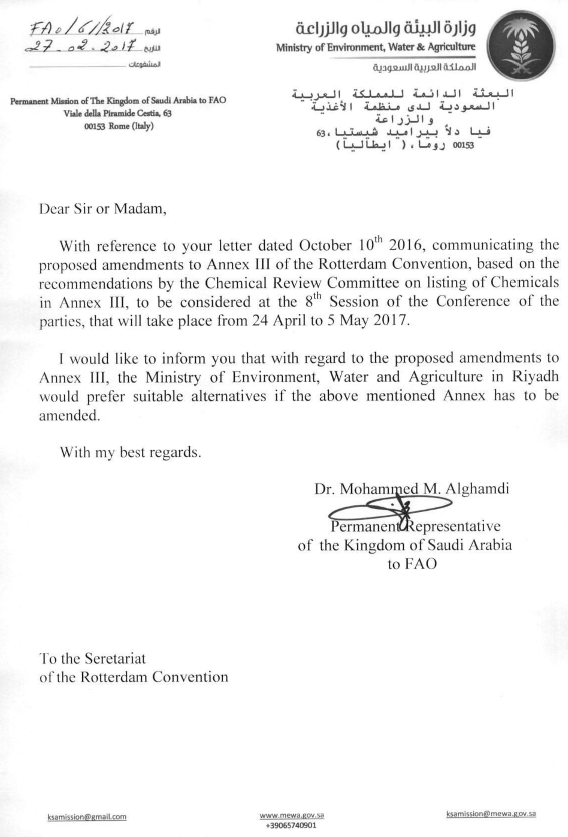 FAO/61/2017 الرقم
27.02.2017 التاريخ
المشفوعات
وزارة البيئة والمياه والزراعة
Ministry of Environment, Water & Agriculture
المملكة العربية السعودية
Permanent Mission of The Kingdom of Saudi Arabia to FAO
Viale della Piramide Cestia, 63
00153 Rome (Italy)
البعثة الدائمة للمملكة العربية
السعودية لدى منظمة الأغذية
والزراعة
فيا دلا بيراميد شيستيا، 63
00153 روما، ( ايطاليا )
Dear Sir or Madam,
With reference to your letter dated October 10th 2016, communicating the
proposed amendments to Annex III of the Rotterdam Convention, based on the
recommendations by the Chemical Review Committee on listing of Chemicals
in Annex III, to be considered at the 8th Session of the Conference of the
parties, that will take place from 24 April to 5 May 2017.
I would like to inform you that with regard to the proposed amendments to
Annex III, the Ministry of Environment, Water and Agriculture in Riyadh
would prefer suitable alternatives if the above mentioned Annex has to be
amended.
With my best regards.
Dr. Mohammed M. Alghamdi
Permanent Representative
of the Kingdom of Saudi Arabia
to FAO
To the Seretariat
of the Rotterdam Convention
ksamission@gmail.com
www.mewa.gov.sa
+39065740901
ksamission@mewa.gov.sa